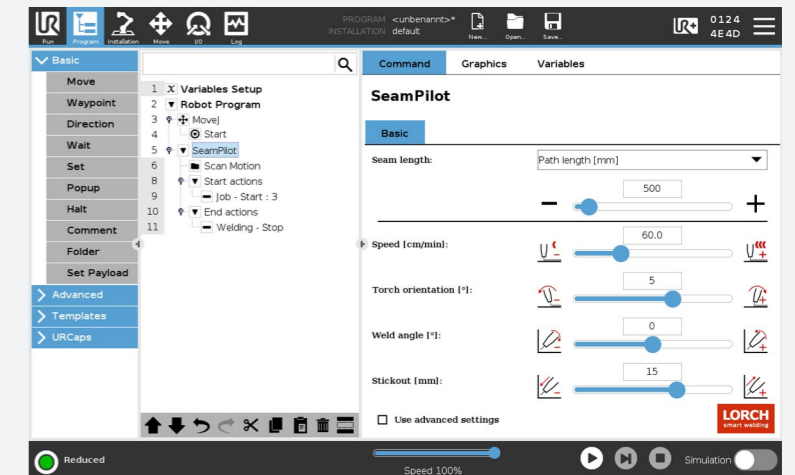 PROGRAM <unbenannt>*
INSTALLATION default
0124
4E4D
Run Program Installation Move I/O Log New... Open... Save...
Basic
Move
Waypoint
Direction
Wait
Set
Popup
Halt
Comment
Folder
Set Payload
Advanced
Templates
URCaps
1 X Variables Setup
2 Robot Program
3 MoveJ
4 Start
5 SeamPilot
6 Scan Motion
8 Start actions
9 Job - Start : 3
10 End actions
11 Welding - Stop
Command Graphics Variables
SeamPilot
Basic
Seam length: Path length [mm]
500
Speed [cm/min]: 60.0
Torch orientation [°]: 5
Weld angle [°]: 0
Stickout [mm]: 15
Use advanced settings
LORCH
smart welding
Reduced
Speed 100%
Simulation